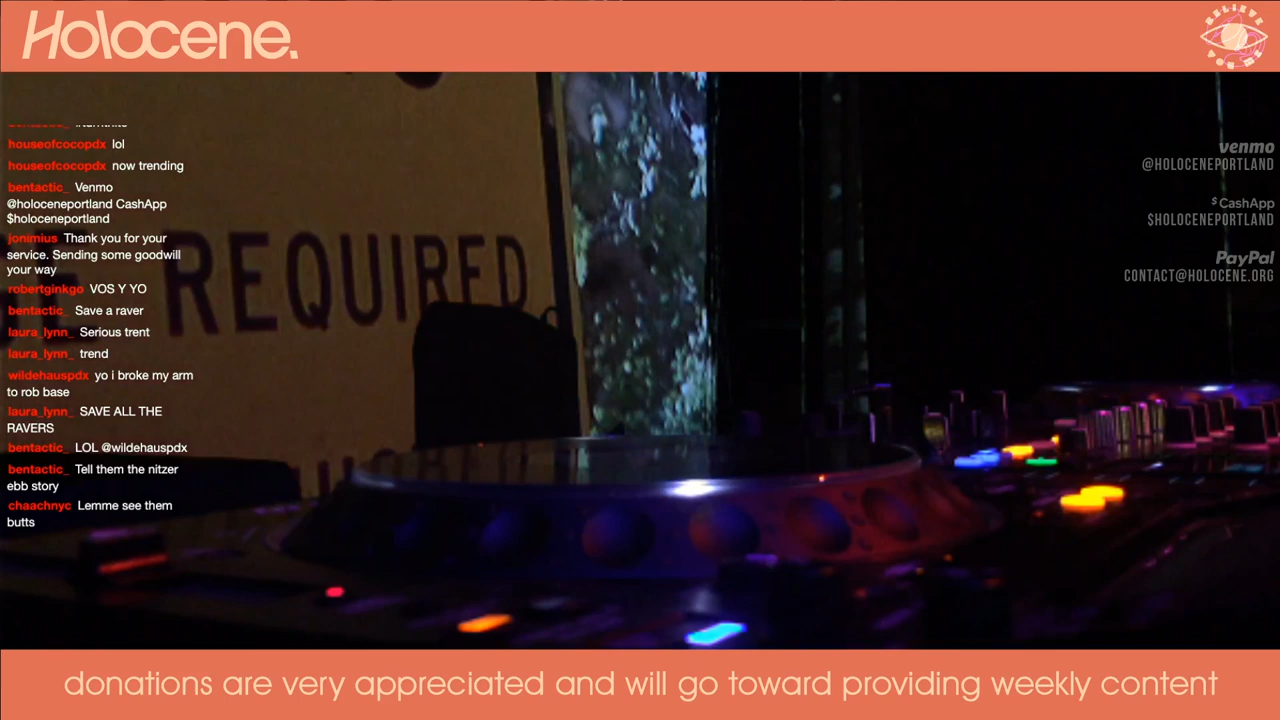 Holocene.
BELIEVE
YOU
houseofcocopdx lol
houseofcocopdx now trending
bentactic_ Venmo
@holoceneportland CashApp
$holoceneportland
jonimius Thank you for your
service. Sending some goodwill
your way
robertginkgo VOS Y YO
bentactic_ Save a raver
laura_lynn_ Serious trent
laura_lynn_ trend
wildehauspdx yo i broke my arm
to rob base
laura_lynn_ SAVE ALL THE
RAVERS
bentactic_ LOL @wildehauspdx
bentactic_ Tell them the nitzer
ebb story
chaachnyc Lemme see them
butts
REQUIRED
venmo
@HOLOCENEPORTLAND
$CashApp
$HOLOCENEPORTLAND
PayPal
CONTACT@HOLOCENE.ORG
donations are very appreciated and will go toward providing weekly content